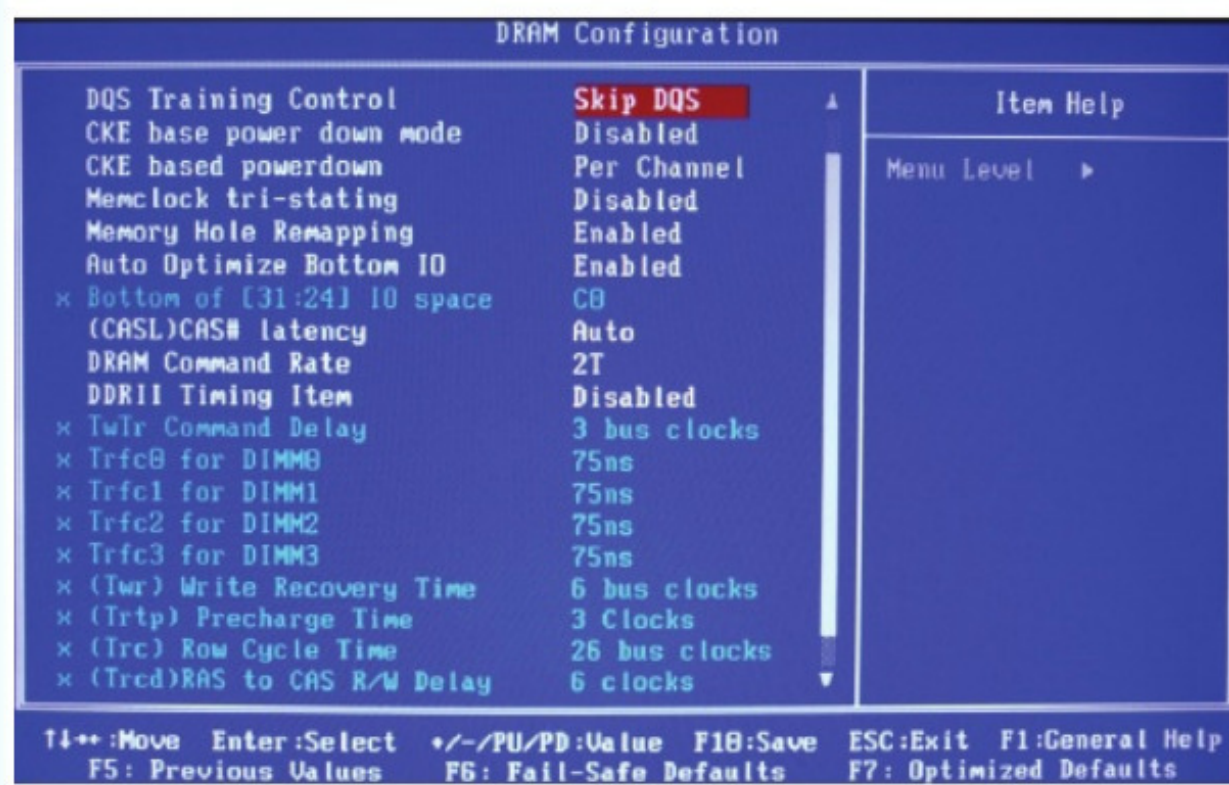 DRAM Configuration
DQS Training Control Skip DQS
CKE base power down mode Disabled
CKE based powerdown Per Channel
Memclock tri-stating Disabled
Memory Hole Remapping Enabled
Auto Optimize Bottom IO Enabled
x Bottom of [31:24] IO space C0
(CASL)CAS# latency Auto
DRAM Command Rate 2T
DDRII Timing Item Disabled
x TwTr Command Delay 3 bus clocks
x Trfc0 for DIMM0 75ns
x Trfc1 for DIMM1 75ns
x Trfc2 for DIMM2 75ns
x Trfc3 for DIMM3 75ns
x (Twr) Write Recovery Time 6 bus clocks
x (Trtp) Precharge Time 3 Clocks
x (Trc) Row Cycle Time 26 bus clocks
x (Trcd)RAS to CAS R/W Delay 6 clocks
Item Help
Menu Level ▶
↑↓→←:Move Enter:Select +/-/PU/PD:Value F10:Save ESC:Exit F1:General Help
F5: Previous Values F6: Fail-Safe Defaults F7: Optimized Defaults